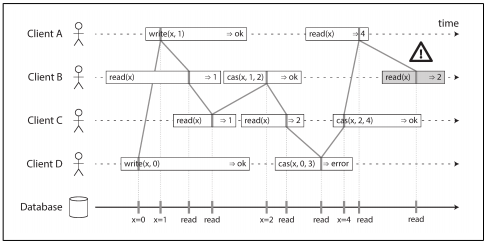 time
Client A write(x, 1) ⇒ ok read(x) ⇒ 4
Client B read(x) ⇒ 1 cas(x, 1, 2) ⇒ ok read(x) ⇒ 2
Client C read(x) ⇒ 1 read(x) ⇒ 2 cas(x, 2, 4) ⇒ ok
Client D write(x, 0) ⇒ ok cas(x, 0, 3) ⇒ error
Database
x=0 x=1 read read x=2 read read x=4 read read